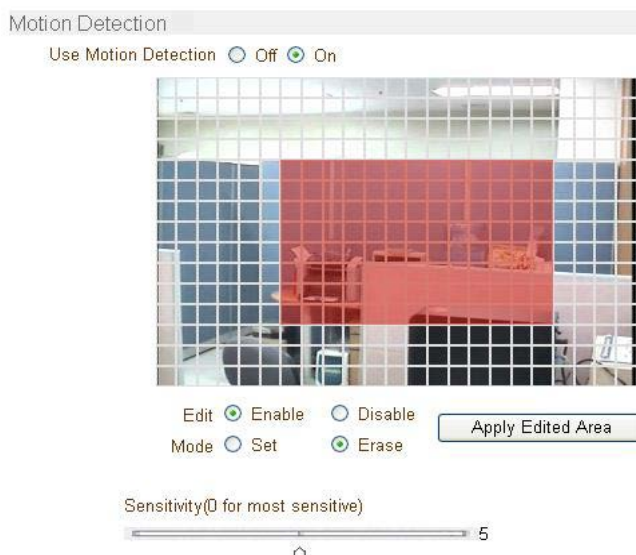 Motion Detection
Use Motion Detection Off On
Edit Enable Disable
Apply Edited Area
Mode Set Erase
Sensitivity(0 for most sensitive)
5